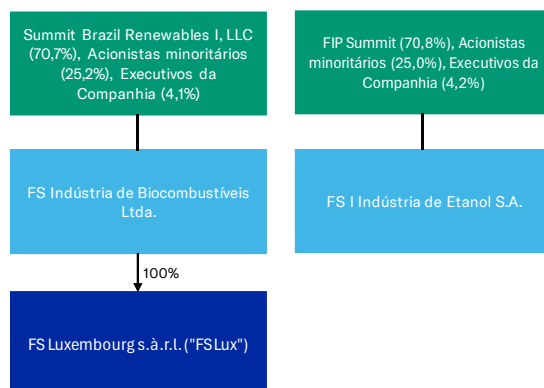 Summit Brazil Renewables I, LLC
(70,7%), Acionistas minoritários
(25,2%), Executivos da
Companhia (4,1%)
FIP Summit (70,8%), Acionistas
minoritários (25,0%), Executivos da
Companhia (4,2%)
FS Indústria de Biocombustíveis
Ltda.
FS I Indústria de Etanol S.A.
100%
FS Luxembourg s.à.r.l. ("FS Lux")